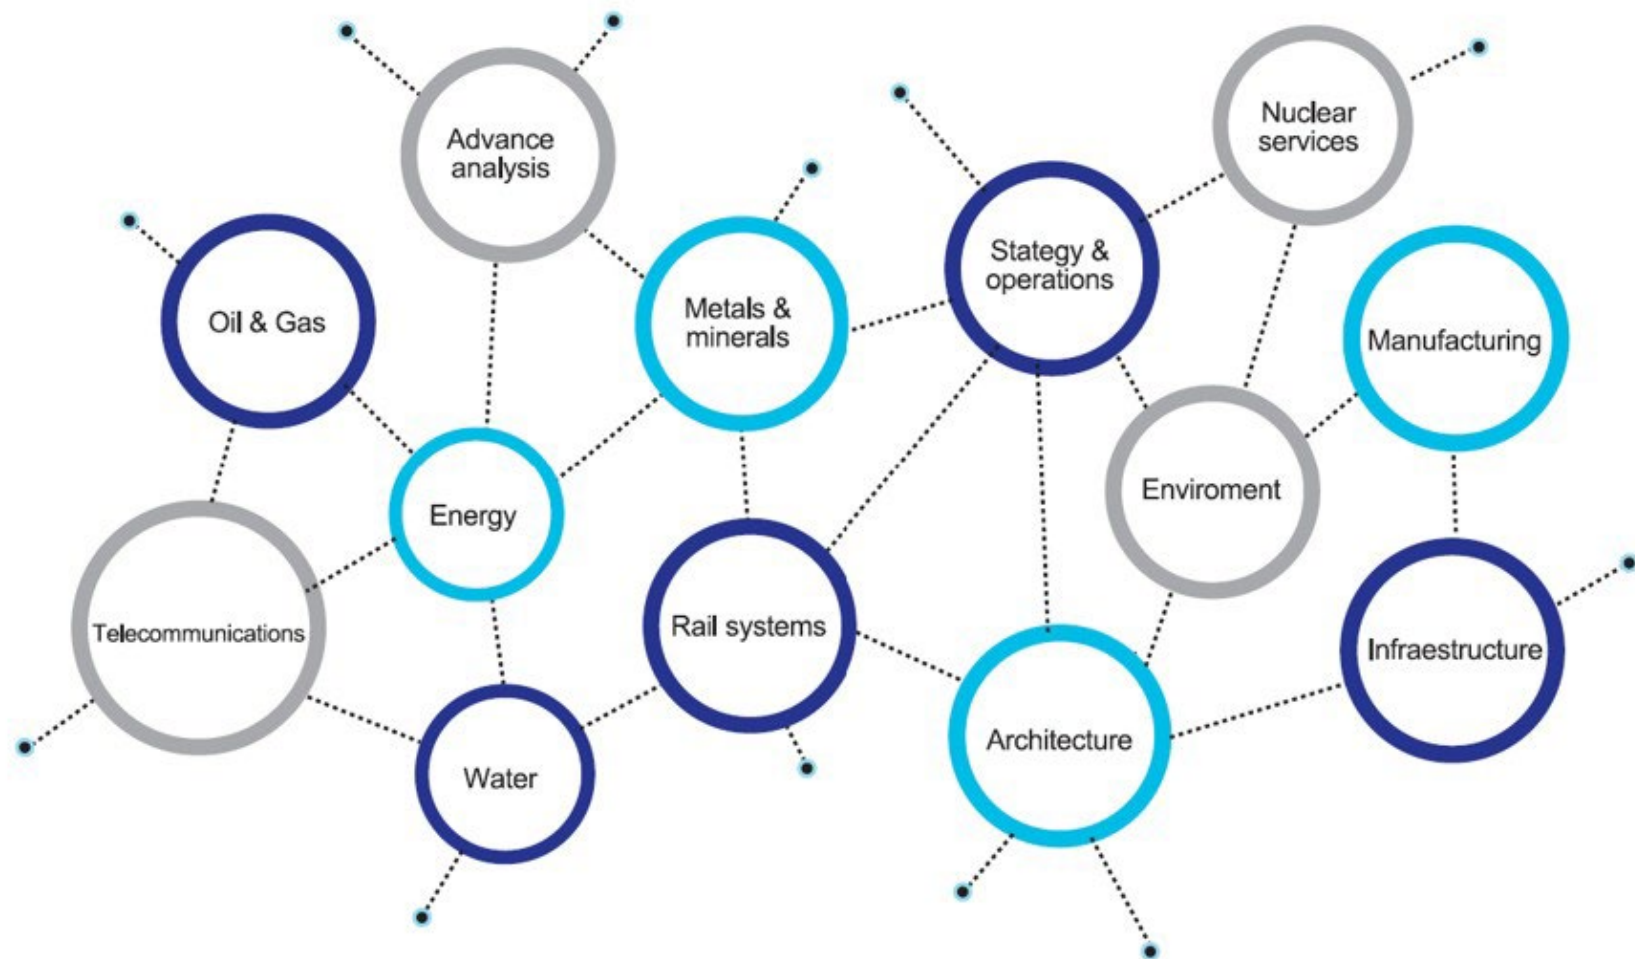 Advance
analysis
Nuclear
services
Oil & Gas
Metals &
minerals
Stategy &
operations
Manufacturing
Energy
Enviroment
Telecommunications
Rail systems
Infraestructure
Water
Architecture